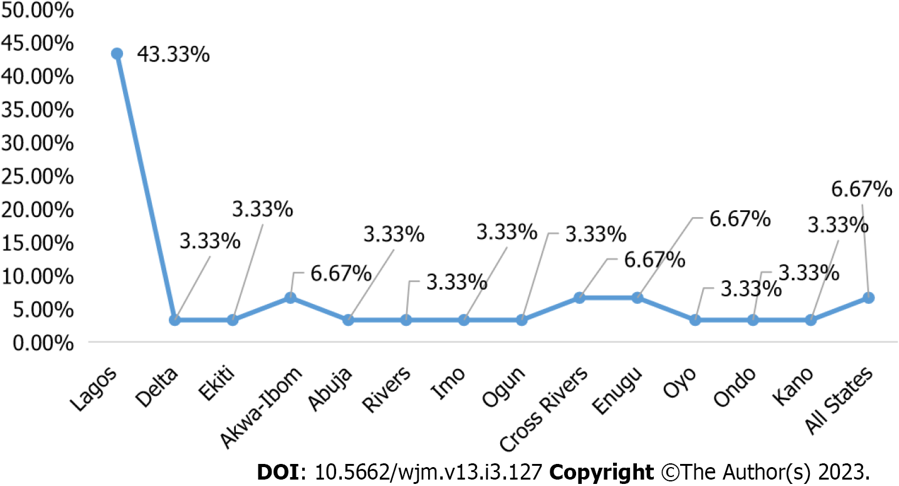 50.00%
45.00%
40.00%
35.00%
30.00%
25.00%
20.00%
15.00%
10.00%
5.00%
0.00%
43.33%
3.33%
3.33%
6.67%
3.33%
3.33%
3.33%
3.33%
6.67%
6.67%
3.33%
3.33%
3.33%
6.67%
Lagos
Delta
Ekiti
Akwa-Ibom
Abuja
Rivers
Imo
Ogun
Cross Rivers
Enugu
Oyo
Ondo
Kano
All States
DOI: 10.5662/wjm.v13.i3.127 Copyright ©The Author(s) 2023.